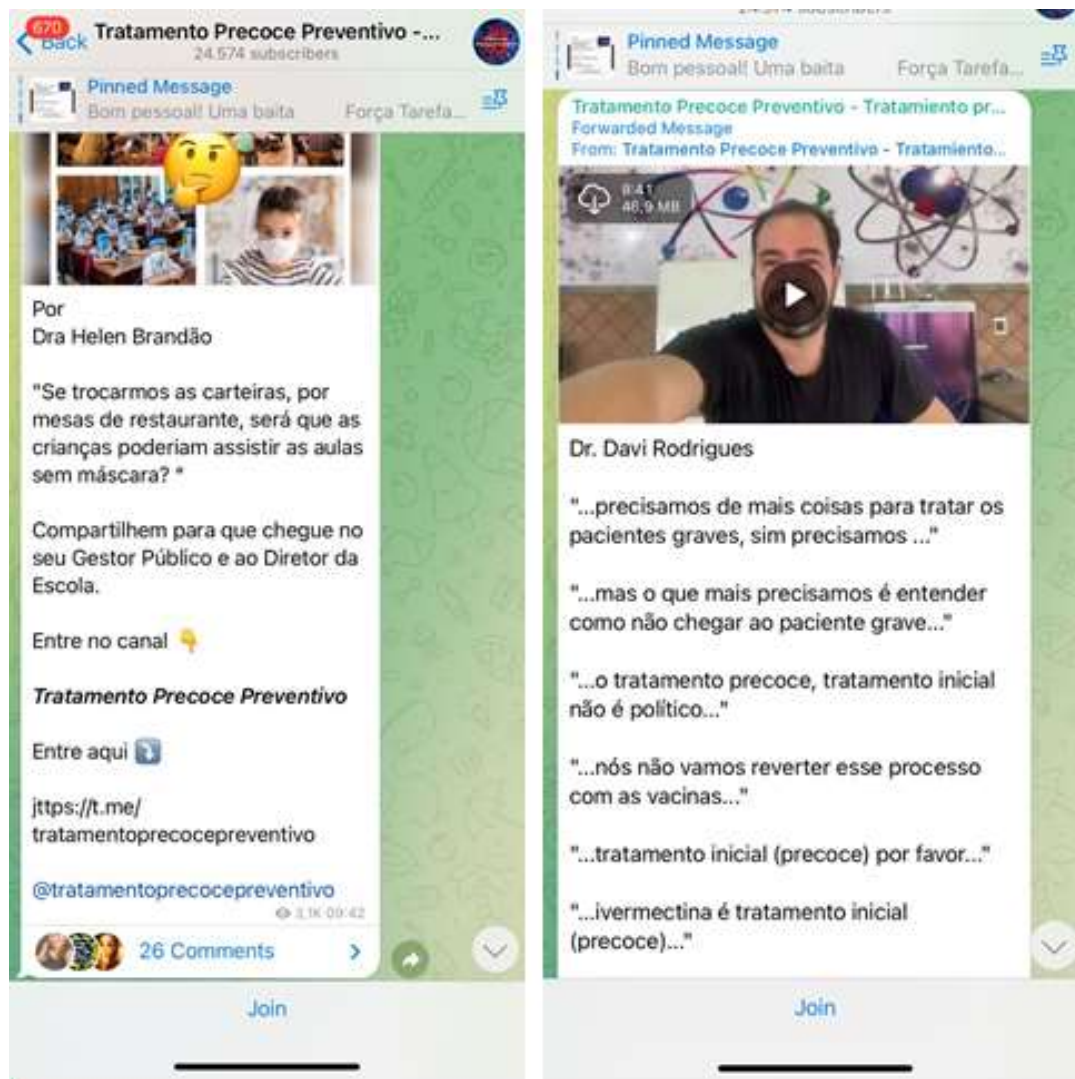 670
Back
Tratamento Precoce Preventivo -...
24.574 subscribers
Pinned Message
Bom pessoal! Uma baita Força Tarefa...
Por
Dra Helen Brandão
"Se trocarmos as carteiras, por
mesas de restaurante, será que as
crianças poderiam assistir as aulas
sem máscara? "
Compartilhem para que chegue no
seu Gestor Público e ao Diretor da
Escola.
Entre no canal 👇
Tratamento Precoce Preventivo
Entre aqui ⤵️
jttps://t.me/
tratamentoprecocepreventivo
@tratamentoprecocepreventivo
3,1K 09:42
26 Comments
Join
Pinned Message
Bom pessoal! Uma baita Força Tarefa...
Tratamento Precoce Preventivo - Tratamiento pr...
Forwarded Message
From: Tratamento Precoce Preventivo - Tratamiento...
9:41
46,9 MB
Dr. Davi Rodrigues
"...precisamos de mais coisas para tratar os
pacientes graves, sim precisamos ..."
"...mas o que mais precisamos é entender
como não chegar ao paciente grave..."
"...o tratamento precoce, tratamento inicial
não é político..."
"...nós não vamos reverter esse processo
com as vacinas..."
"...tratamento inicial (precoce) por favor..."
"...ivermectina é tratamento inicial
(precoce)..."
Join